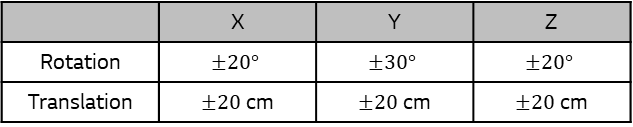 X Y Z
Rotation ±20° ±30° ±20°
Translation ±20 cm ±20 cm ±20 cm